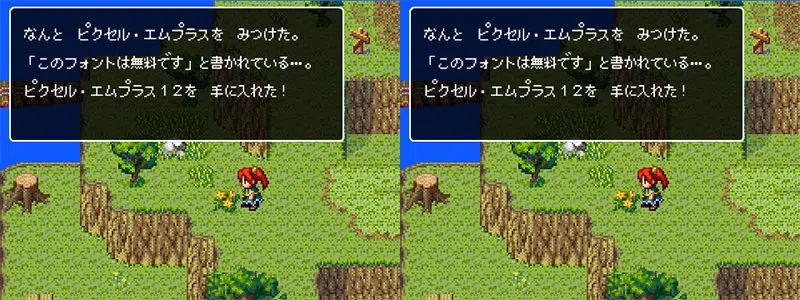 なんと　ピクセル・エムプラスを　みつけた。
「このフォントは無料です」と書かれている…。
ピクセル・エムプラス１２を　手に入れた！
なんと　ピクセル・エムプラスを　みつけた。
「このフォントは無料です」と書かれている…。
ピクセル・エムプラス１２を　手に入れた！